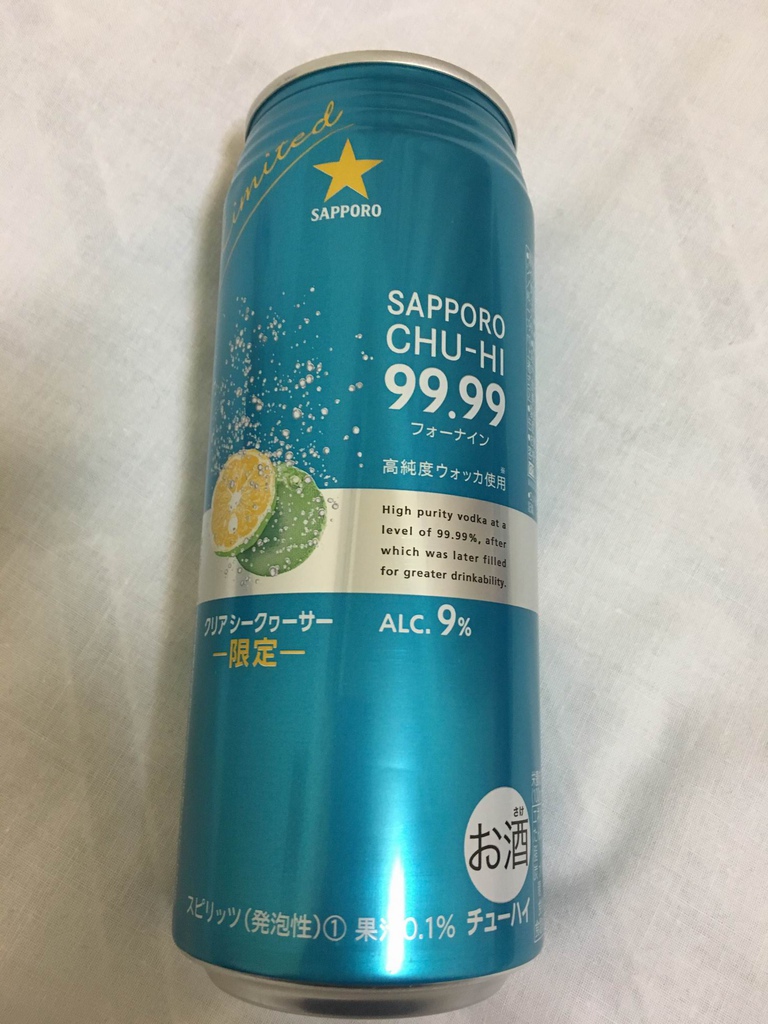 imited
SAPPORO
SAPPORO
CHU-HI
99.99
フォーナイン
高純度ウォッカ使用※
High purity vodka at a
level of 99.99%, after
which was later filled
for greater drinkability.
クリアシークヮーサー
ー限定ー
ALC. 9%
さけ
お酒
スピリッツ(発泡性)① 果汁0.1% チューハイ